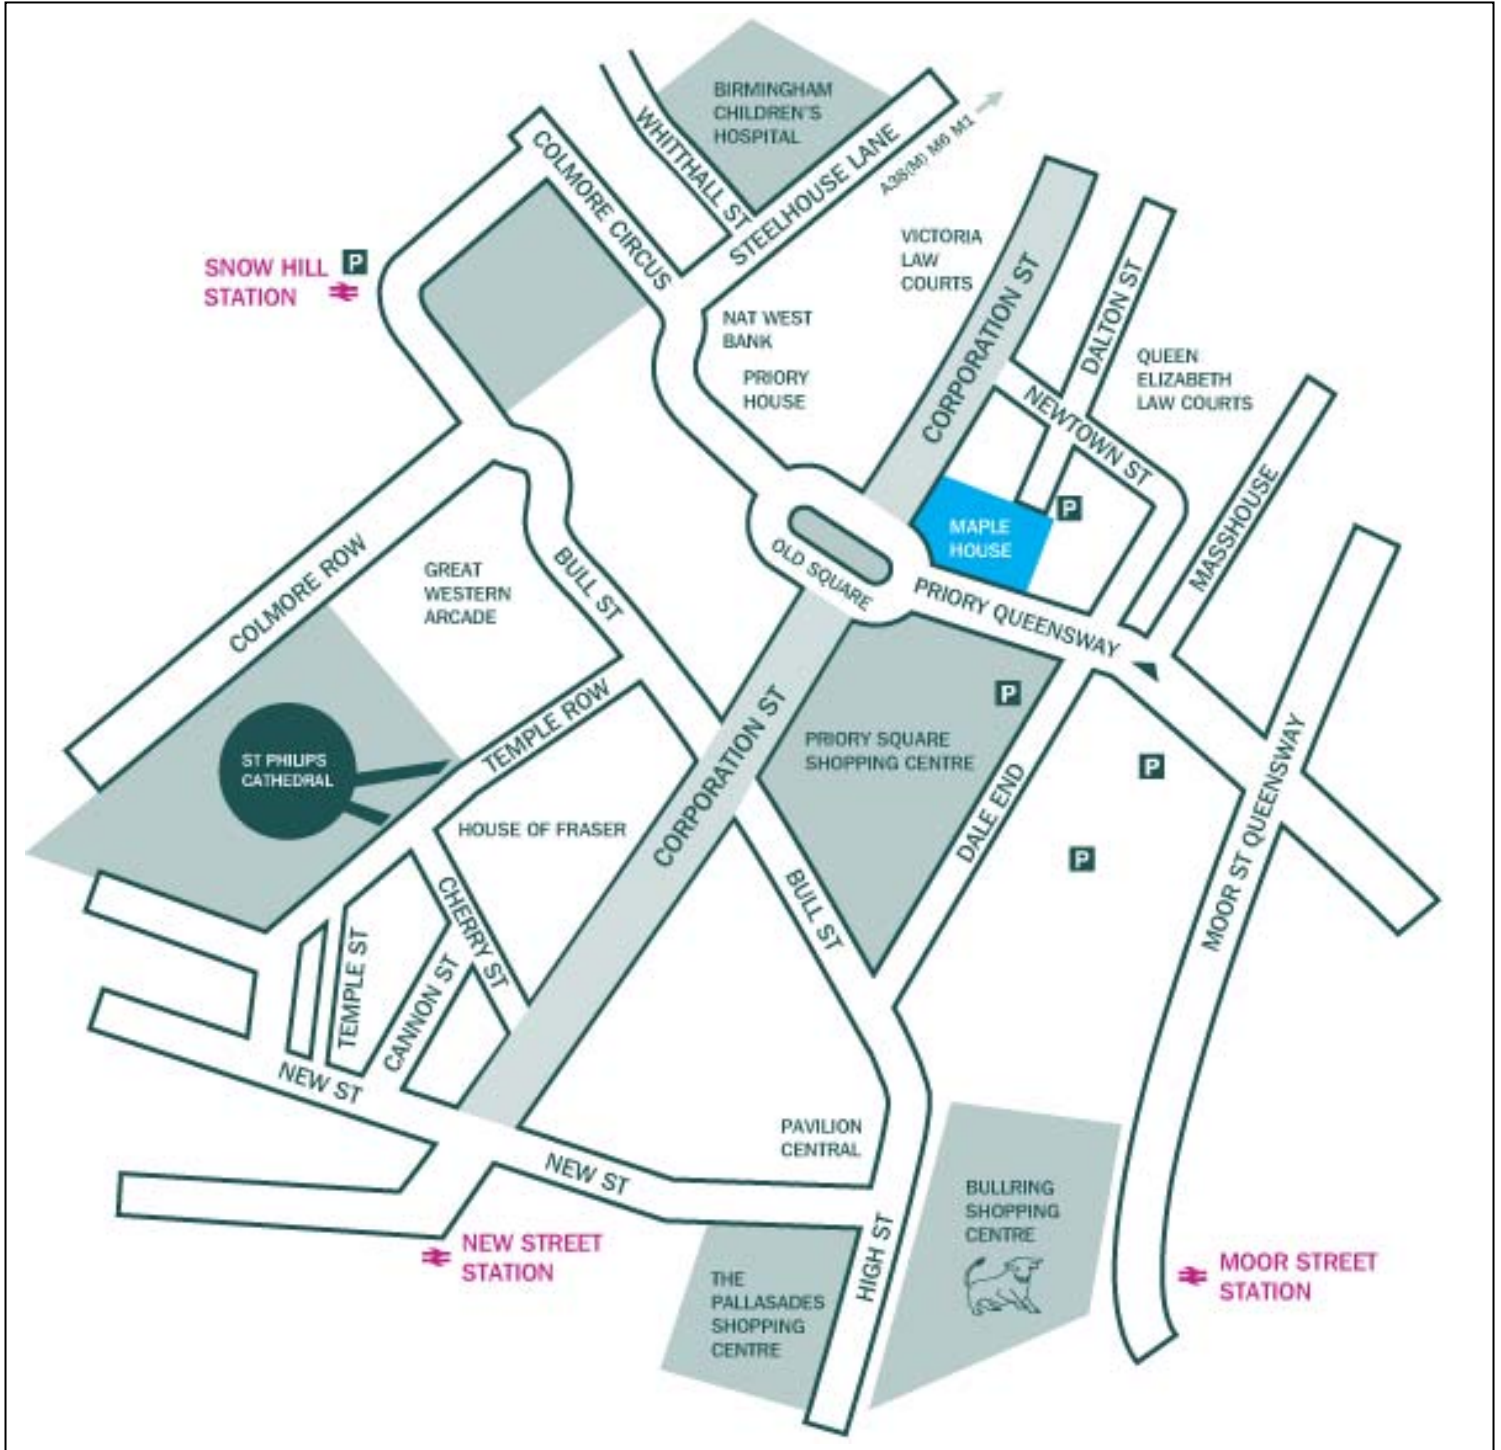 BIRMINGHAM
CHILDREN'S
HOSPITAL
WHITTHALL ST
STEELHOUSE LANE
A38(M) M6 M1
COLMORE CIRCUS
SNOW HILL
STATION
P
VICTORIA
LAW
COURTS
CORPORATION ST
DALTON ST
NAT WEST
BANK
PRIORY
HOUSE
QUEEN
ELIZABETH
LAW COURTS
NEWTOWN ST
MASSHOUSE
P
MAPLE
HOUSE
OLD SQUARE
PRIORY QUEENSWAY
COLMORE ROW
GREAT
WESTERN
ARCADE
BULL ST
TEMPLE ROW
P
PRIORY SQUARE
SHOPPING CENTRE
CORPORATION ST
ST PHILIPS
CATHEDRAL
P
MOOR ST QUEENSWAY
DALE END
P
HOUSE OF FRASER
CHERRY ST
BULL ST
TEMPLE ST
CANNON ST
NEW ST
PAVILION
CENTRAL
NEW ST
BULLRING
SHOPPING
CENTRE
HIGH ST
NEW STREET
STATION
THE
PALLASADES
SHOPPING
CENTRE
MOOR STREET
STATION